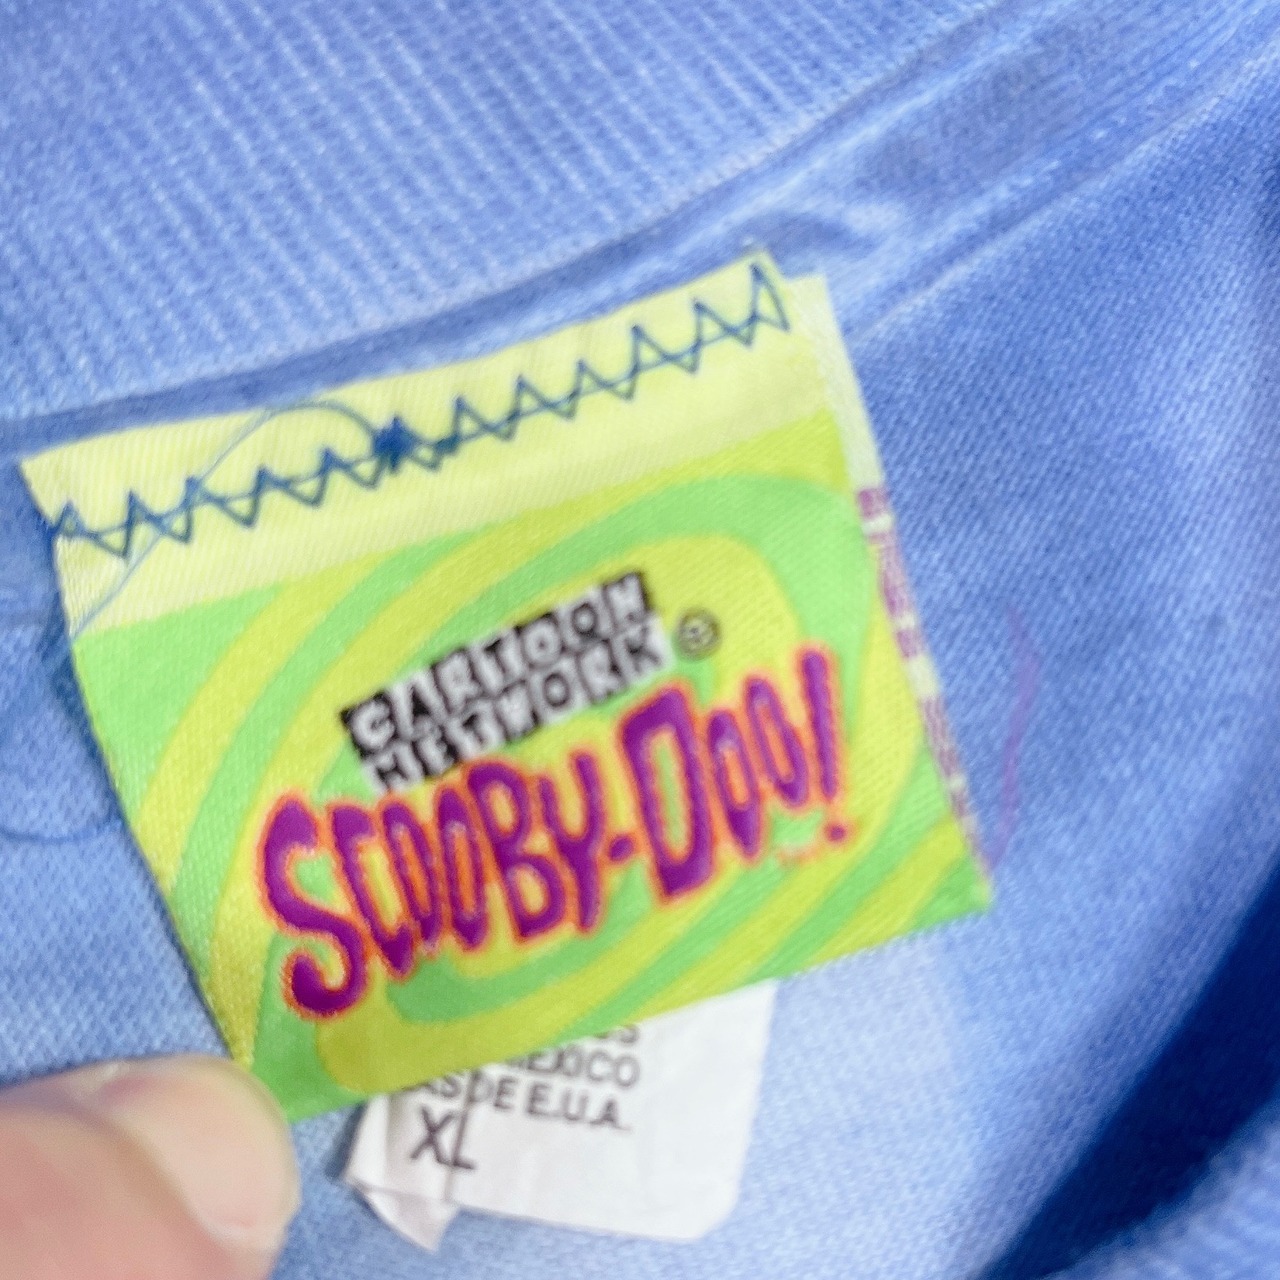 CARTOON
NETWORK ®
SCOOBY-DOO!
MEXICO
DE E.U.A.
XL